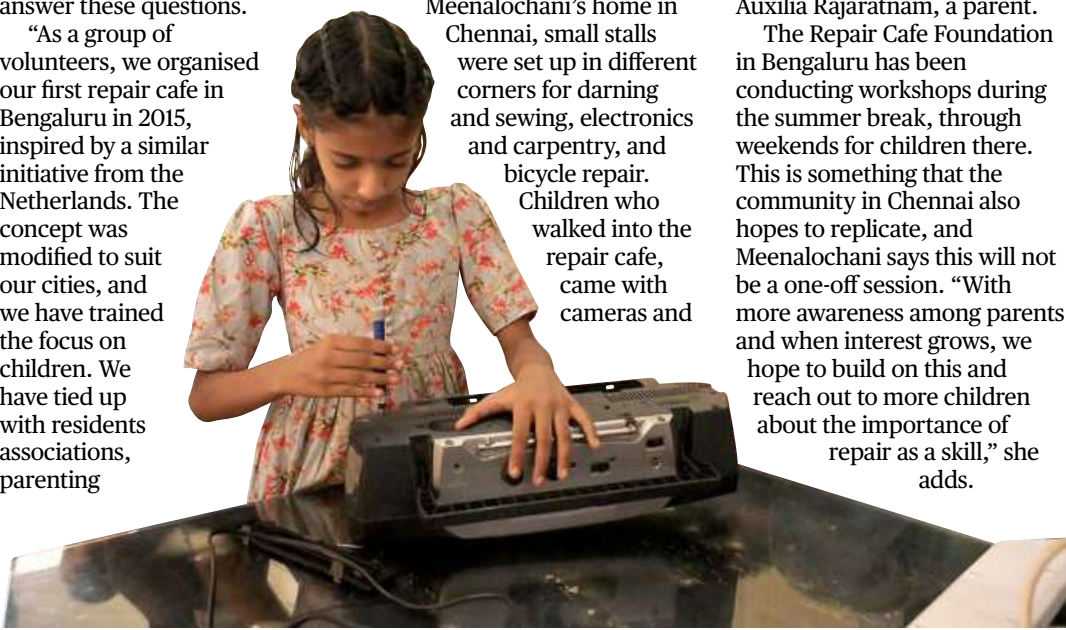 answer these questions.
“As a group of
volunteers, we organised
our first repair cafe in
Bengaluru in 2015,
inspired by a similar
initiative from the
Netherlands. The
concept was
modified to suit
our cities, and
we have trained
the focus on
children. We
have tied up
with residents
associations,
parenting
Meenalochani’s home in
Chennai, small stalls
were set up in different
corners for darning
and sewing, electronics
and carpentry, and
bicycle repair.
Children who
walked into the
repair cafe,
came with
cameras and
Auxilia Rajaratnam, a parent.
The Repair Cafe Foundation
in Bengaluru has been
conducting workshops during
the summer break, through
weekends for children there.
This is something that the
community in Chennai also
hopes to replicate, and
Meenalochani says this will not
be a one-off session. “With
more awareness among parents
and when interest grows, we
hope to build on this and
reach out to more children
about the importance of
repair as a skill,” she
adds.